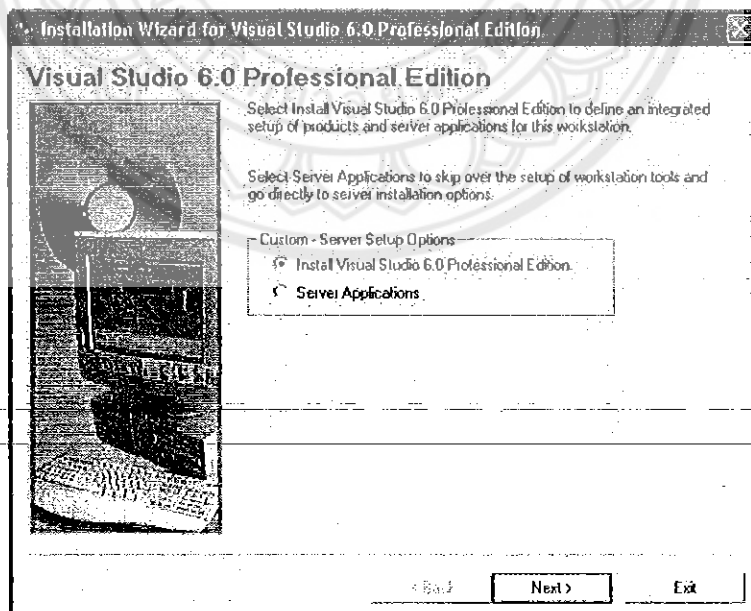 Installation Wizard for Visual Studio 6.0 Professional Edition
Visual Studio 6.0 Professional Edition
Select Install Visual Studio 6.0 Professional Edition to define an integrated
setup of products and server applications for this workstation.
Select Server Applications to skip over the setup of workstation tools and
go directly to server installation options.
Custom - Server Setup Options
Install Visual Studio 6.0 Professional Edition
Server Applications
< Back
Next >
Exit